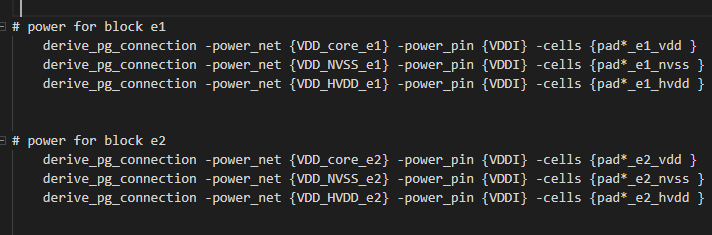 # power for block e1
derive_pg_connection -power_net {VDD_core_e1} -power_pin {VDDI} -cells {pad*_e1_vdd }
derive_pg_connection -power_net {VDD_NVSS_e1} -power_pin {VDDI} -cells {pad*_e1_nvss }
derive_pg_connection -power_net {VDD_HVDD_e1} -power_pin {VDDI} -cells {pad*_e1_hvdd }
# power for block e2
derive_pg_connection -power_net {VDD_core_e2} -power_pin {VDDI} -cells {pad*_e2_vdd }
derive_pg_connection -power_net {VDD_NVSS_e2} -power_pin {VDDI} -cells {pad*_e2_nvss }
derive_pg_connection -power_net {VDD_HVDD_e2} -power_pin {VDDI} -cells {pad*_e2_hvdd }